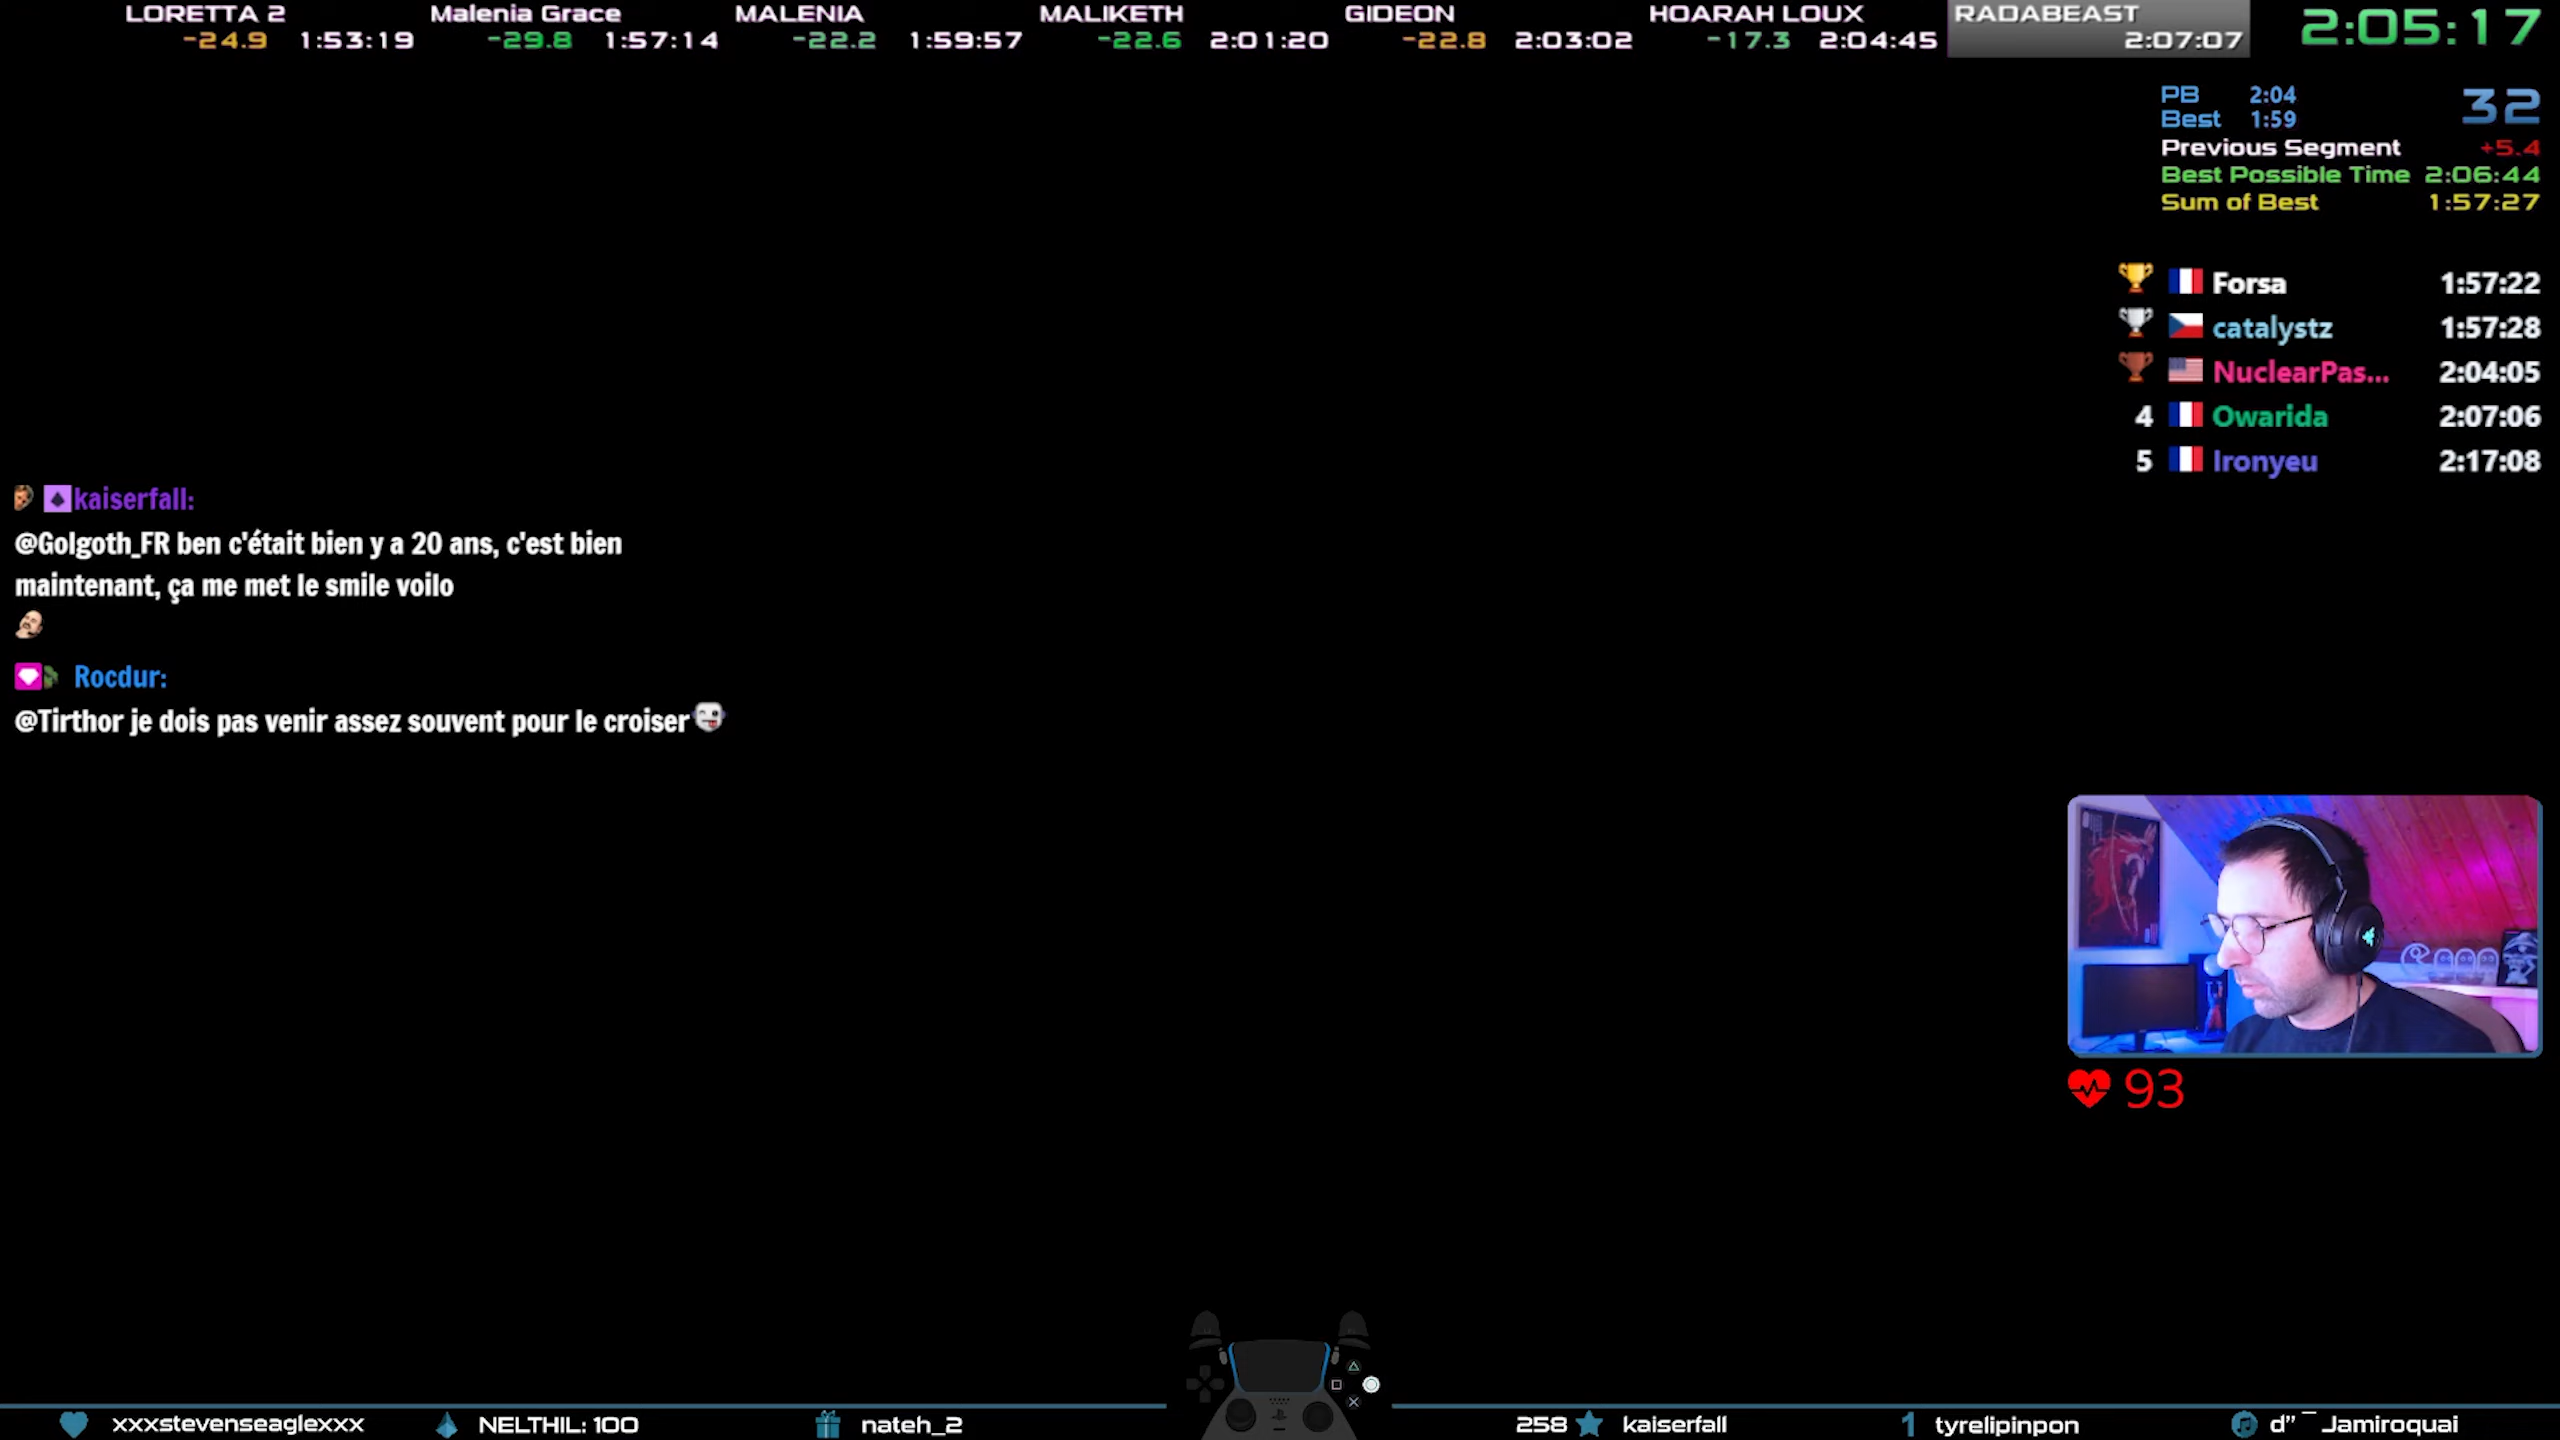 LORETTA 2
-24.9 1:53:19
Malenia Grace
-29.8 1:57:14
MALENIA
-22.2 1:59:57
MALIKETH
-22.6 2:01:20
GIDEON
-22.8 2:03:02
HOARAH LOUX
-17.3 2:04:45
RADABEAST
2:07:07
2:05:17
PB 2:04
Best 1:59
32
Previous Segment +5.4
Best Possible Time 2:06:44
Sum of Best 1:57:27
Forsa 1:57:22
catalystz 1:57:28
NuclearPas... 2:04:05
4 Owarida 2:07:06
5 Ironyeu 2:17:08
kaiserfall:
@Golgoth_FR ben c'était bien y a 20 ans, c'est bien
maintenant, ça me met le smile voilo
Rocdur:
@Tirthor je dois pas venir assez souvent pour le croiser
93
xxxstevenseaglexxx
NELTHIL: 100
nateh_2
258 kaiserfall
1 tyrelipinpon
d” ¯ Jamiroquai